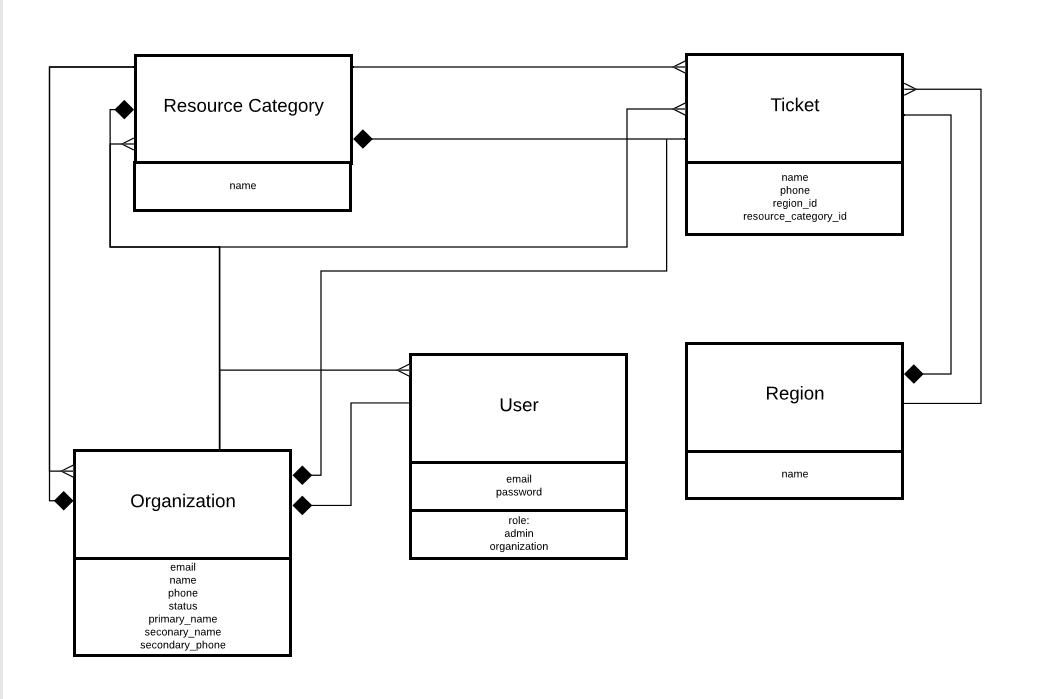 Resource Category
name
Ticket
name
phone
region_id
resource_category_id
User
email
password
role:
admin
organization
Region
name
Organization
email
name
phone
status
primary_name
seconary_name
secondary_phone